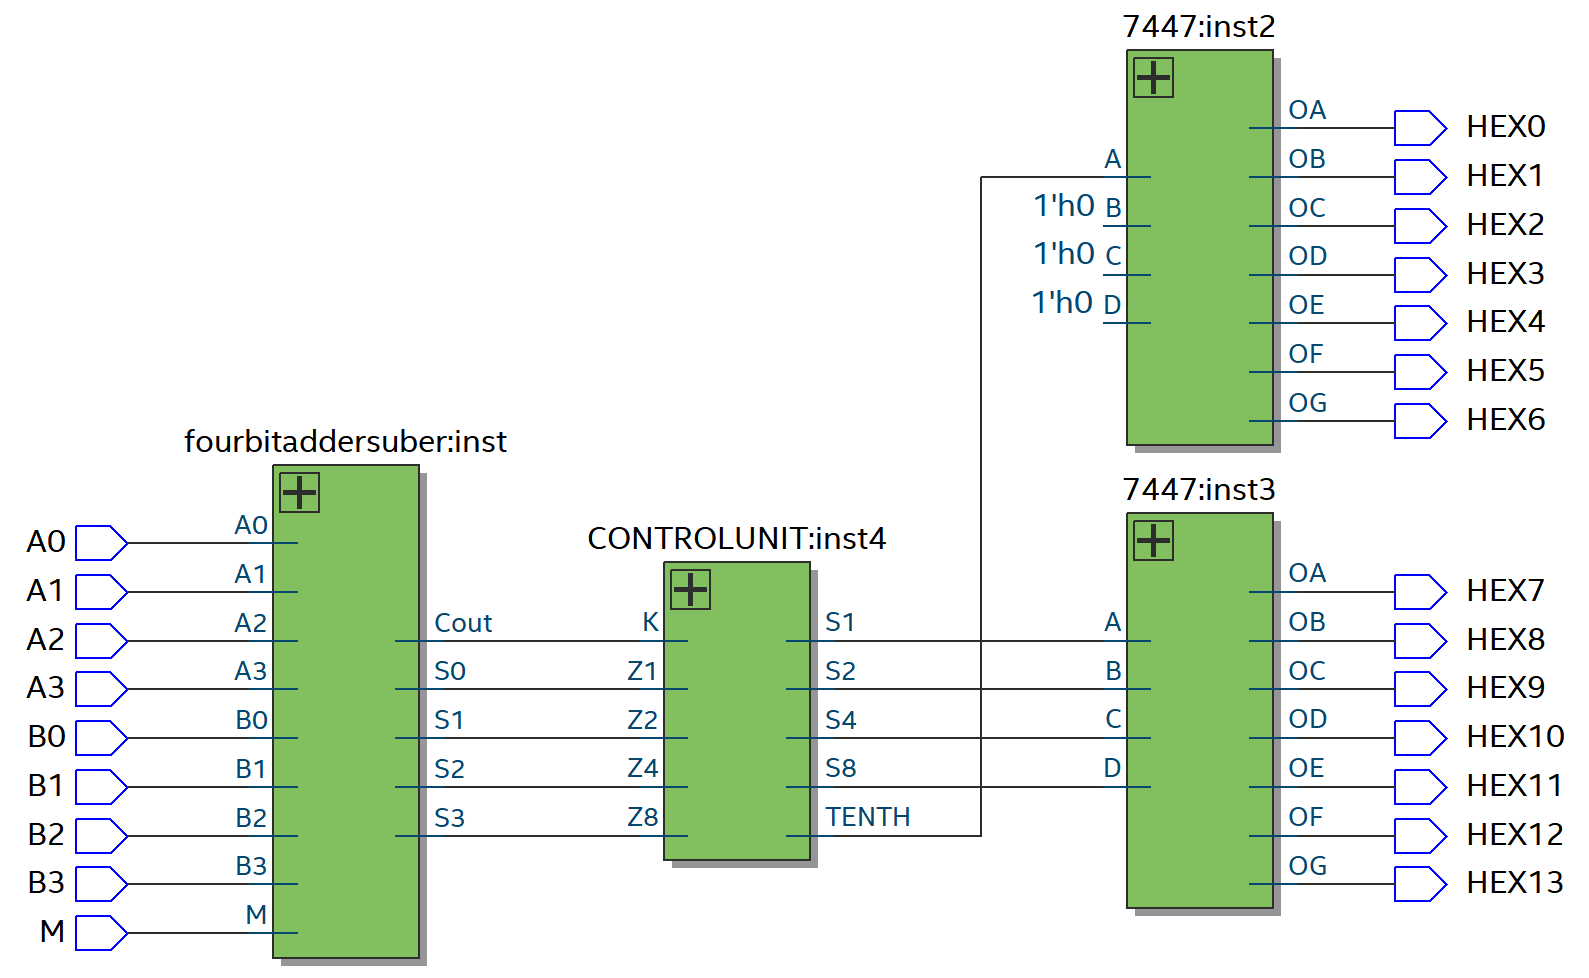 7447:inst2
OA HEX0
A OB HEX1
1'h0 B OC HEX2
1'h0 C OD HEX3
1'h0 D OE HEX4
OF HEX5
OG HEX6
fourbitaddersuber:inst
7447:inst3
A0 A0
CONTROLUNIT:inst4
A1 A1 OA HEX7
A2 A2 Cout K S1 A OB HEX8
A3 A3 S0 Z1 S2 B OC HEX9
B0 B0 S1 Z2 S4 C OD HEX10
B1 B1 S2 Z4 S8 D OE HEX11
B2 B2 S3 Z8 TENTH OF HEX12
B3 B3 OG HEX13
M M